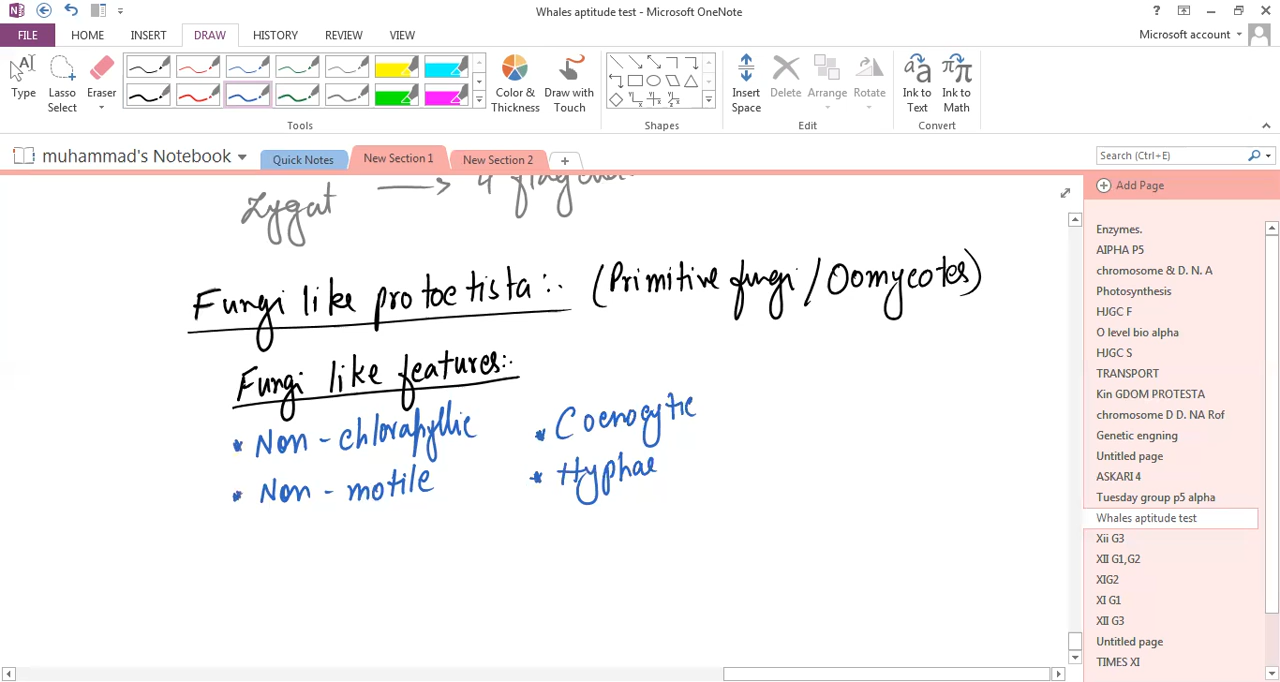 Whales aptitude test - Microsoft OneNote
FILE HOME INSERT DRAW HISTORY REVIEW VIEW
Microsoft account
Type
Lasso Select
Eraser
Color & Thickness
Draw with Touch
Insert Space
Delete
Arrange
Rotate
Ink to Text
Ink to Math
Tools
Shapes
Edit
Convert
muhammad's Notebook
Quick Notes
New Section 1
New Section 2
Search (Ctrl+E)
Add Page
Zygat → 4
Fungi like protoctista :. (Primitive fungi / Oomycotes)
Fungi like features:.
* Non - chlorapyllic
* Coenocytic
* Non - motile
* Hyphae
Enzymes.
AlPHA P5
chromosome & D. N. A
Photosynthesis
HJGC F
O level bio alpha
HJGC S
TRANSPORT
Kin GDOM PROTESTA
chromosome D D. NA Rof
Genetic engning
Untitled page
ASKARI 4
Tuesday group p5 alpha
Whales aptitude test
Xii G3
XII G1,G2
XIG2
XI G1
XII G3
Untitled page
TIMES XI